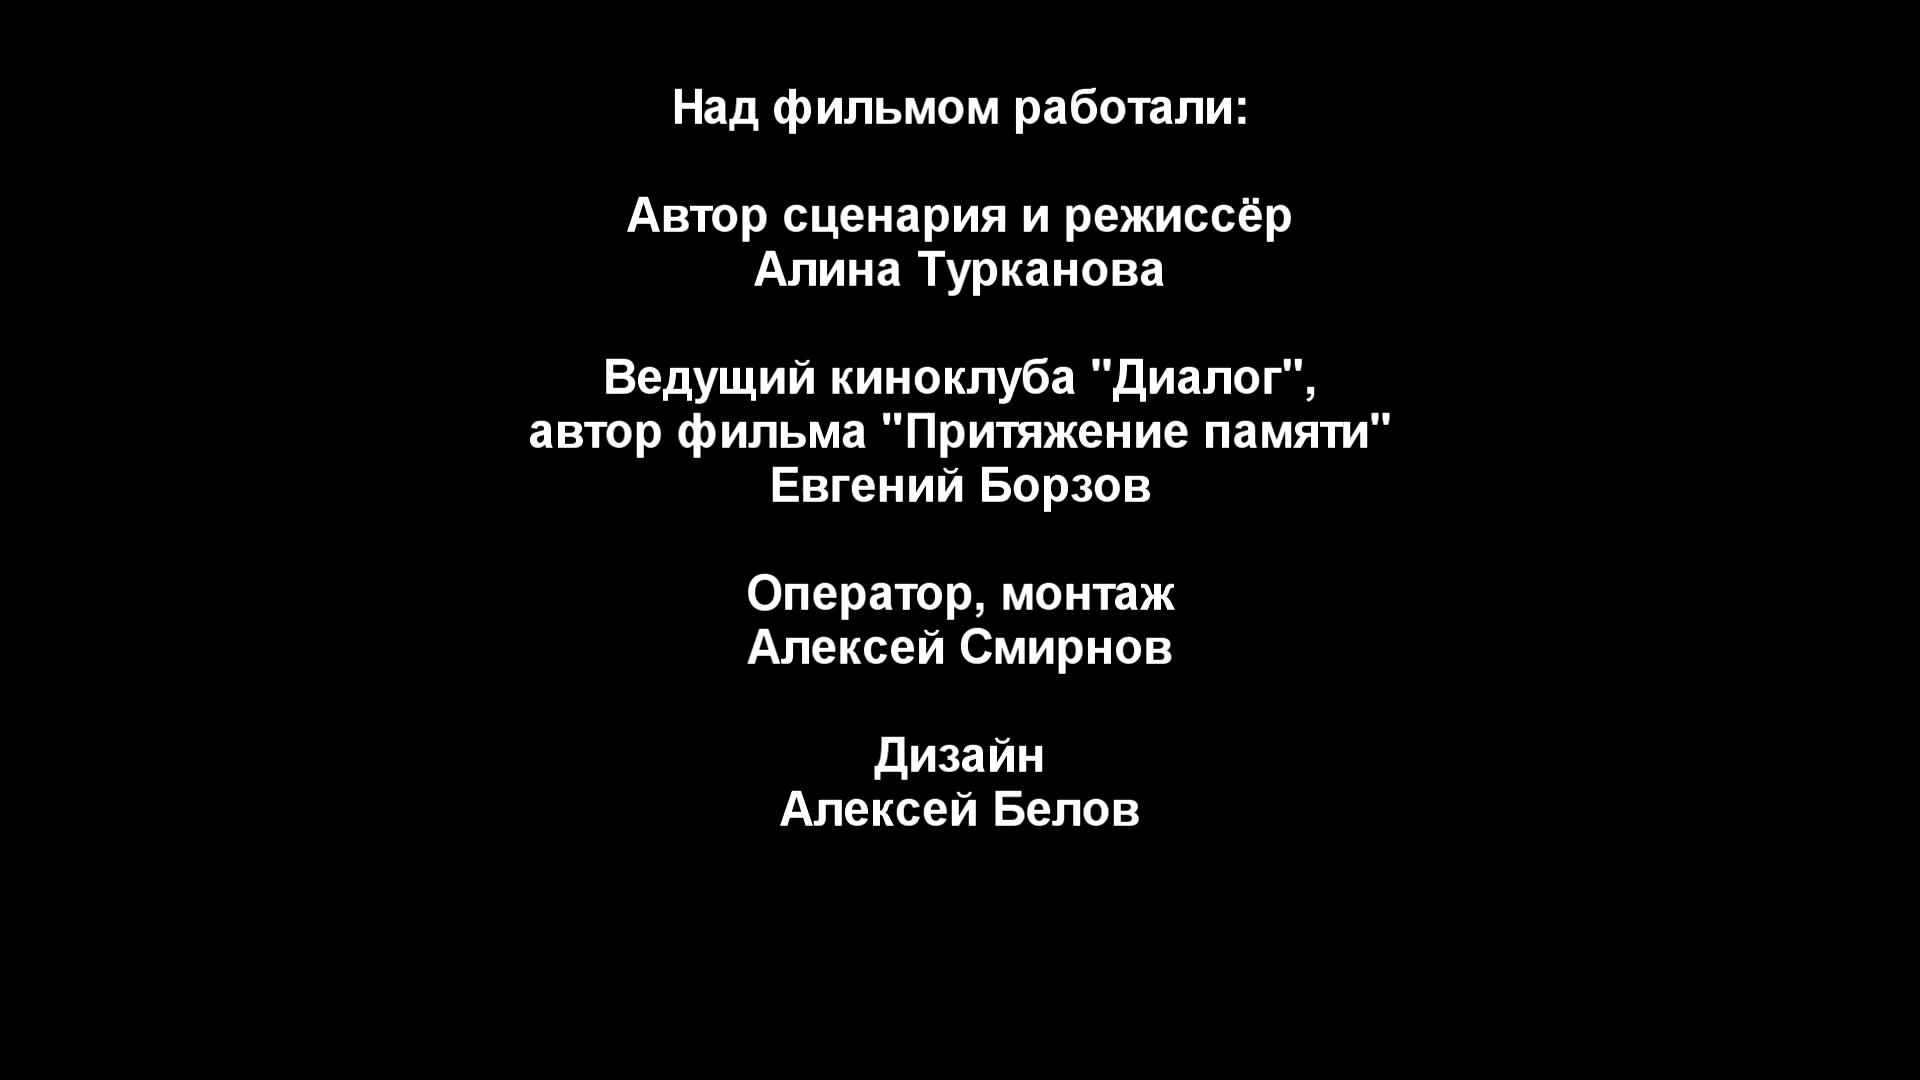 Над фильмом работали:
Автор сценария и режиссёр
Алина Турканова
Ведущий киноклуба "Диалог",
автор фильма "Притяжение памяти"
Евгений Борзов
Оператор, монтаж
Алексей Смирнов
Дизайн
Алексей Белов